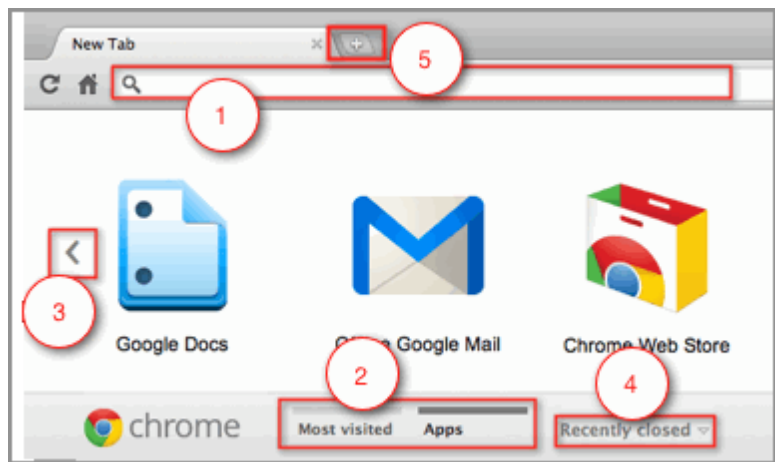 New Tab
5
1
3
Google Docs
Google Mail
Chrome Web Store
2
4
chrome
Most visited
Apps
Recently closed